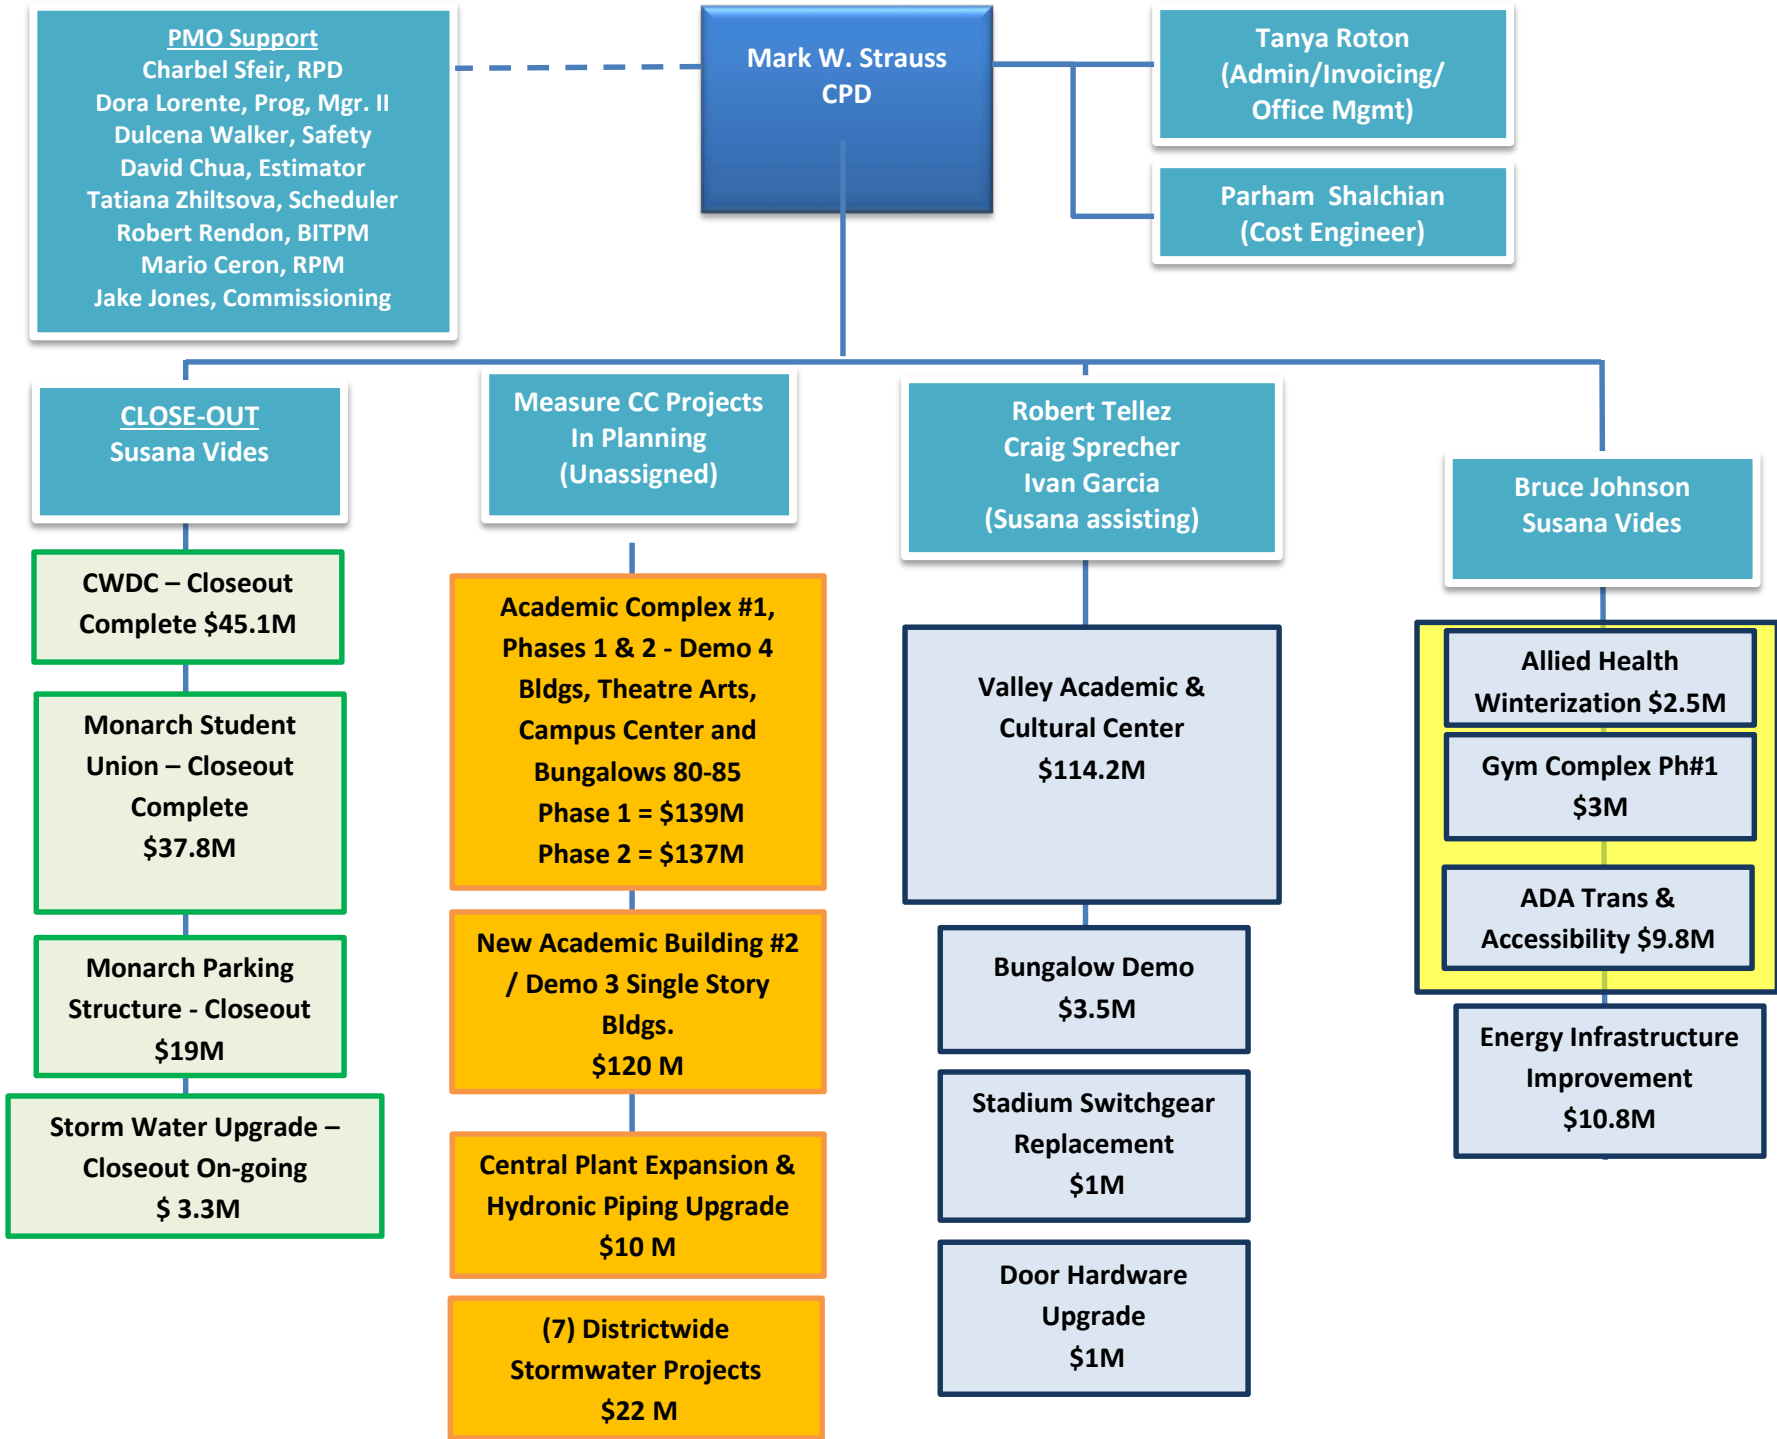 PMO Support
Charbel Sfeir, RPD
Dora Lorente, Prog, Mgr. II
Dulcena Walker, Safety
David Chua, Estimator
Tatiana Zhiltsova, Scheduler
Robert Rendon, BITPM
Mario Ceron, RPM
Jake Jones, Commissioning
Mark W. Strauss
CPD
Tanya Roton
(Admin/Invoicing/
Office Mgmt)
Parham  Shalchian
(Cost Engineer)
CLOSE-OUT
Susana Vides
CWDC – Closeout
Complete $45.1M
Monarch Student
Union – Closeout
Complete
$37.8M
Monarch Parking
Structure - Closeout
$19M
Storm Water Upgrade –
Closeout On-going
$ 3.3M
Measure CC Projects
In Planning
(Unassigned)
Academic Complex #1,
Phases 1 & 2 - Demo 4
Bldgs, Theatre Arts,
Campus Center and
Bungalows 80-85
Phase 1 = $139M
Phase 2 = $137M
New Academic Building #2
/ Demo 3 Single Story
Bldgs.
$120 M
Central Plant Expansion &
Hydronic Piping Upgrade
$10 M
(7) Districtwide
Stormwater Projects
$22 M
Robert Tellez
Craig Sprecher
Ivan Garcia
(Susana assisting)
Valley Academic &
Cultural Center
$114.2M
Bungalow Demo
$3.5M
Stadium Switchgear
Replacement
$1M
Door Hardware
Upgrade
$1M
Bruce Johnson
Susana Vides
Allied Health
Winterization $2.5M
Gym Complex Ph#1
$3M
ADA Trans &
Accessibility $9.8M
Energy Infrastructure
Improvement
$10.8M